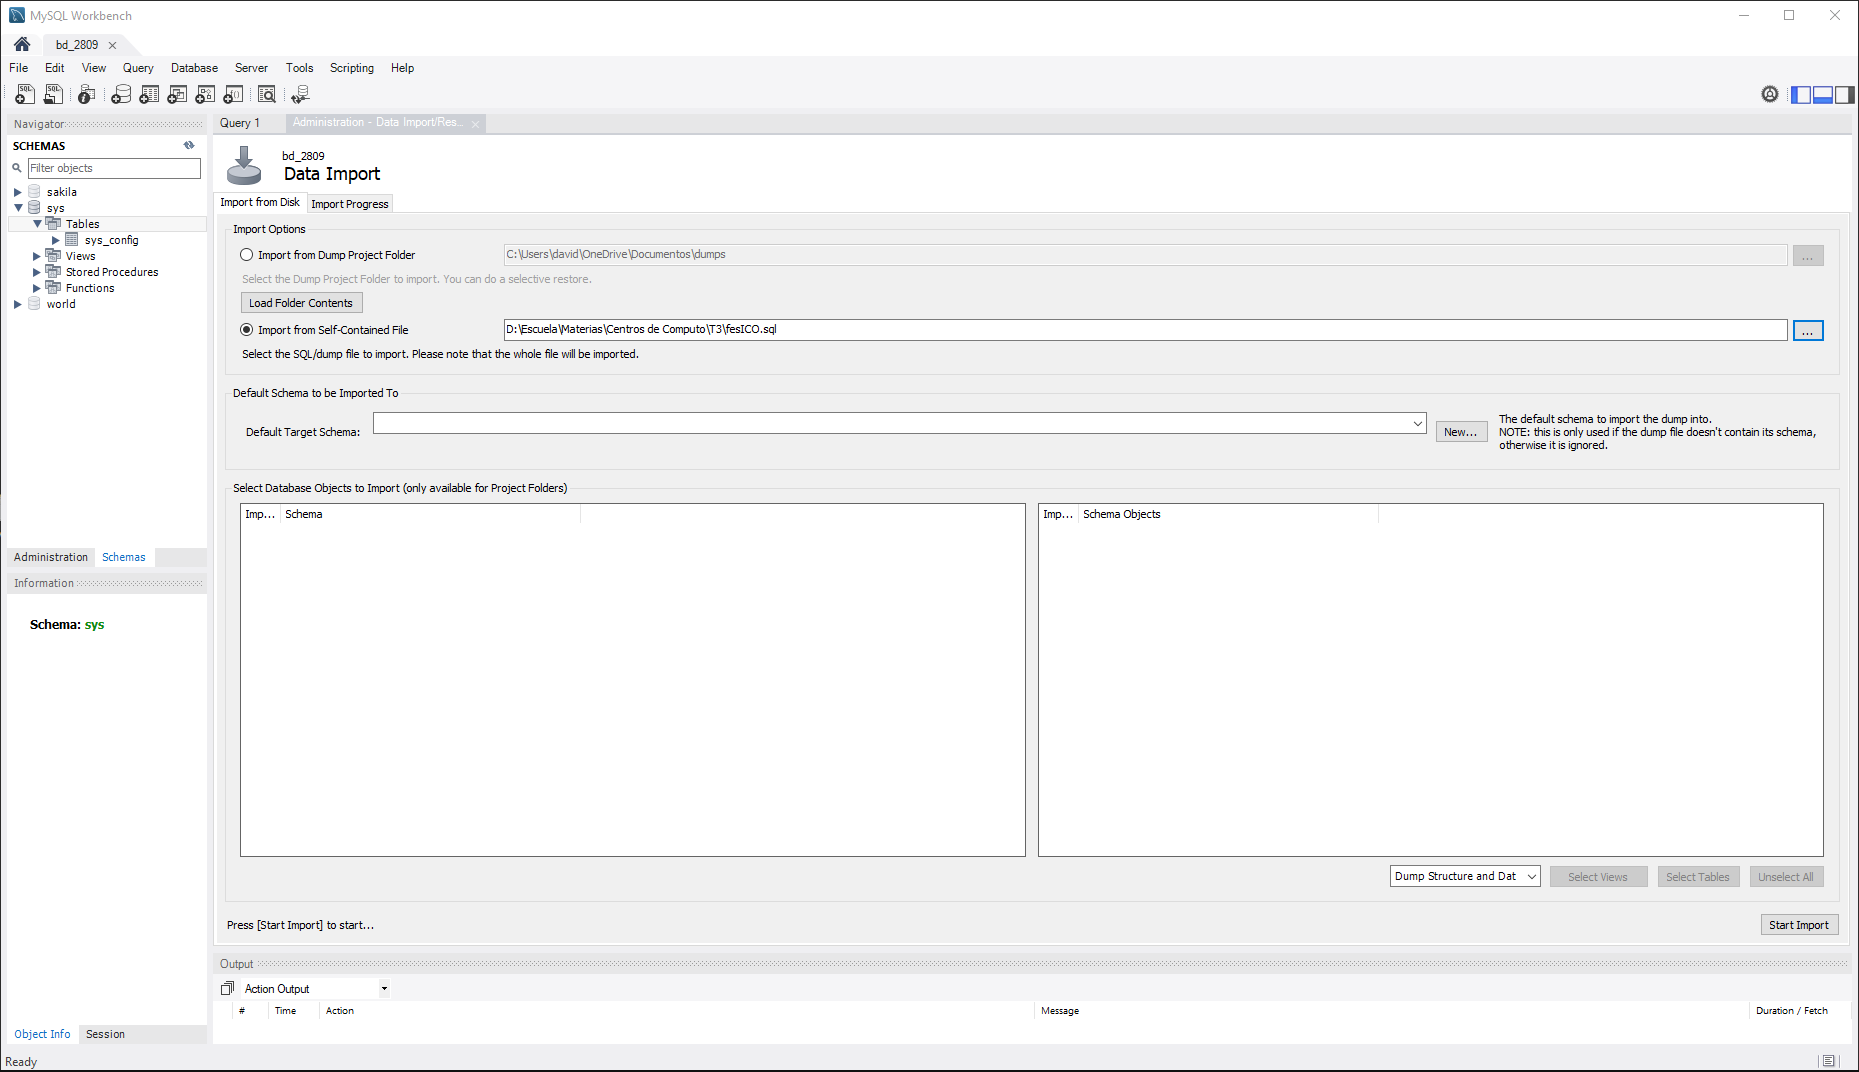 MySQL Workbench
bd_2809
File Edit View Query Database Server Tools Scripting Help
Navigator
SCHEMAS
Filter objects
sakila
sys
Tables
sys_config
Views
Stored Procedures
Functions
world
Administration Schemas
Information
Schema: sys
Object Info Session
Query 1 Administration - Data Import/Res...
bd_2809
Data Import
Import from Disk Import Progress
Import Options
Import from Dump Project Folder C:\Users\david\OneDrive\Documentos\dumps ...
Select the Dump Project Folder to import. You can do a selective restore.
Load Folder Contents
Import from Self-Contained File D:\Escuela\Materias\Centros de Computo\T3\fesICO.sql ...
Select the SQL/dump file to import. Please note that the whole file will be imported.
Default Schema to be Imported To
Default Target Schema: New...
The default schema to import the dump into.
NOTE: this is only used if the dump file doesn't contain its schema,
otherwise it is ignored.
Select Database Objects to Import (only available for Project Folders)
Imp... Schema
Imp... Schema Objects
Dump Structure and Dat Select Views Select Tables Unselect All
Press [Start Import] to start...
Start Import
Output
Action Output
# Time Action Message Duration / Fetch
Ready